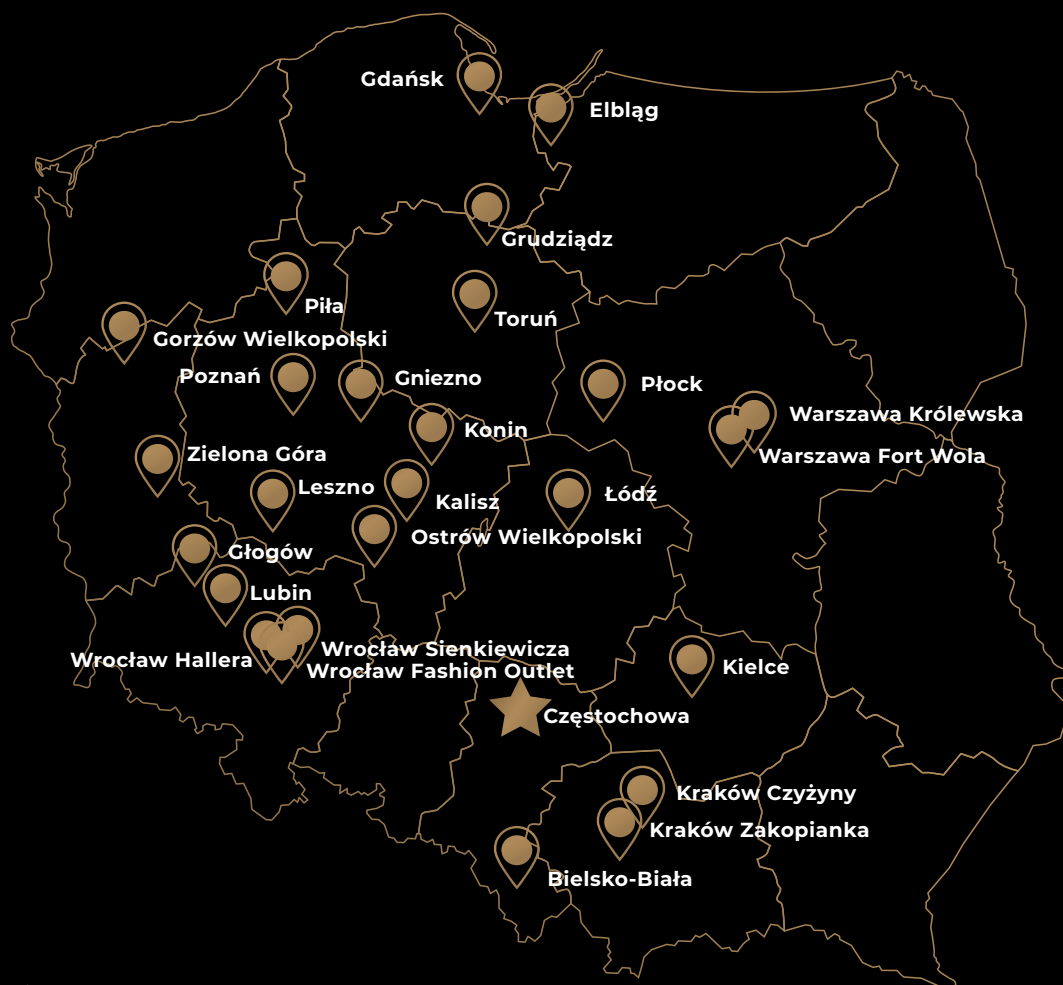 Gdańsk
Elbląg
Grudziądz
Piła
Toruń
Gorzów Wielkopolski
Poznań
Gniezno
Płock
Warszawa Królewska
Konin
Zielona Góra
Warszawa Fort Wola
Leszno
Kalisz
Łódź
Ostrów Wielkopolski
Głogów
Lubin
Wrocław Sienkiewicza
Wrocław Hallera
Wrocław Fashion Outlet
Kielce
Częstochowa
Kraków Czyżyny
Kraków Zakopianka
Bielsko-Biała